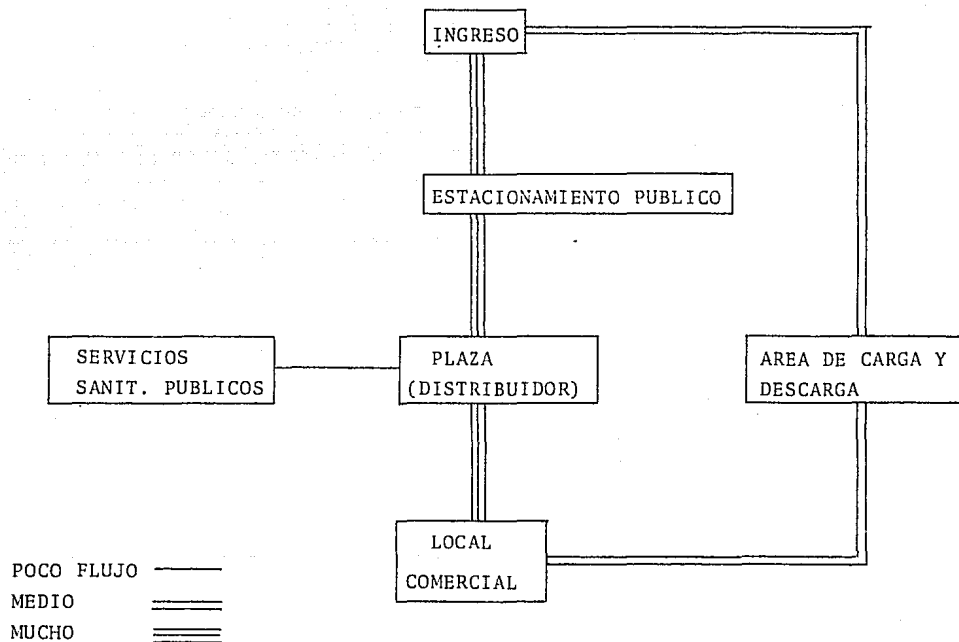 INGRESO
ESTACIONAMIENTO PUBLICO
SERVICIOS
SANIT. PUBLICOS
PLAZA
(DISTRIBUIDOR)
AREA DE CARGA Y
DESCARGA
LOCAL
COMERCIAL
POCO FLUJO
MEDIO
MUCHO